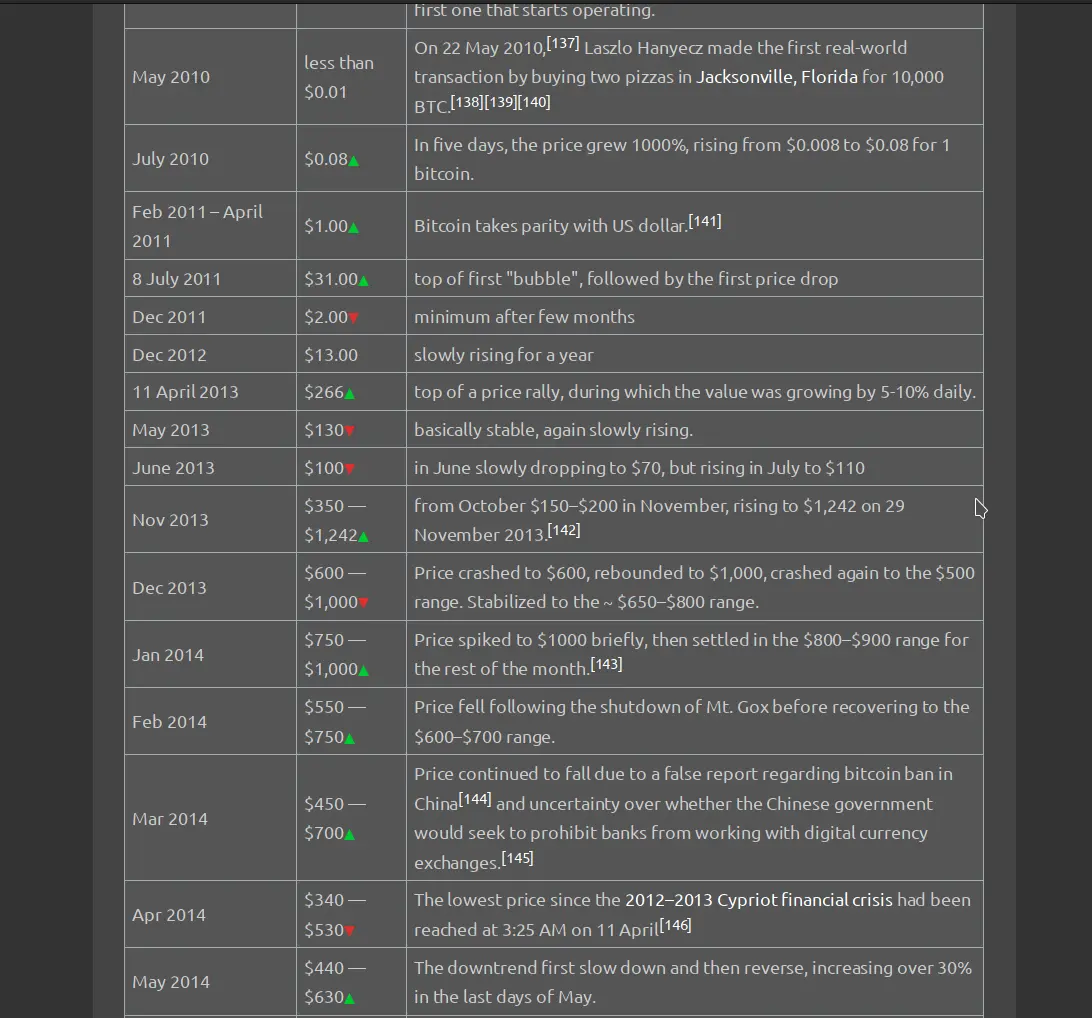 first one that starts operating.
May 2010
less than
$0.01
On 22 May 2010,[137] Laszlo Hanyecz made the first real-world
transaction by buying two pizzas in Jacksonville, Florida for 10,000
BTC.[138][139][140]
July 2010
$0.08▲
In five days, the price grew 1000%, rising from $0.008 to $0.08 for 1
bitcoin.
Feb 2011 – April
2011
$1.00▲
Bitcoin takes parity with US dollar.[141]
8 July 2011
$31.00▲
top of first "bubble", followed by the first price drop
Dec 2011
$2.00▼
minimum after few months
Dec 2012
$13.00
slowly rising for a year
11 April 2013
$266▲
top of a price rally, during which the value was growing by 5-10% daily.
May 2013
$130▼
basically stable, again slowly rising.
June 2013
$100▼
in June slowly dropping to $70, but rising in July to $110
Nov 2013
$350 —
$1,242▲
from October $150–$200 in November, rising to $1,242 on 29
November 2013.[142]
Dec 2013
$600 —
$1,000▼
Price crashed to $600, rebounded to $1,000, crashed again to the $500
range. Stabilized to the ~ $650–$800 range.
Jan 2014
$750 —
$1,000▲
Price spiked to $1000 briefly, then settled in the $800–$900 range for
the rest of the month.[143]
Feb 2014
$550 —
$750▲
Price fell following the shutdown of Mt. Gox before recovering to the
$600–$700 range.
Mar 2014
$450 —
$700▲
Price continued to fall due to a false report regarding bitcoin ban in
China[144] and uncertainty over whether the Chinese government
would seek to prohibit banks from working with digital currency
exchanges.[145]
Apr 2014
$340 —
$530▼
The lowest price since the 2012–2013 Cypriot financial crisis had been
reached at 3:25 AM on 11 April[146]
May 2014
$440 —
$630▲
The downtrend first slow down and then reverse, increasing over 30%
in the last days of May.